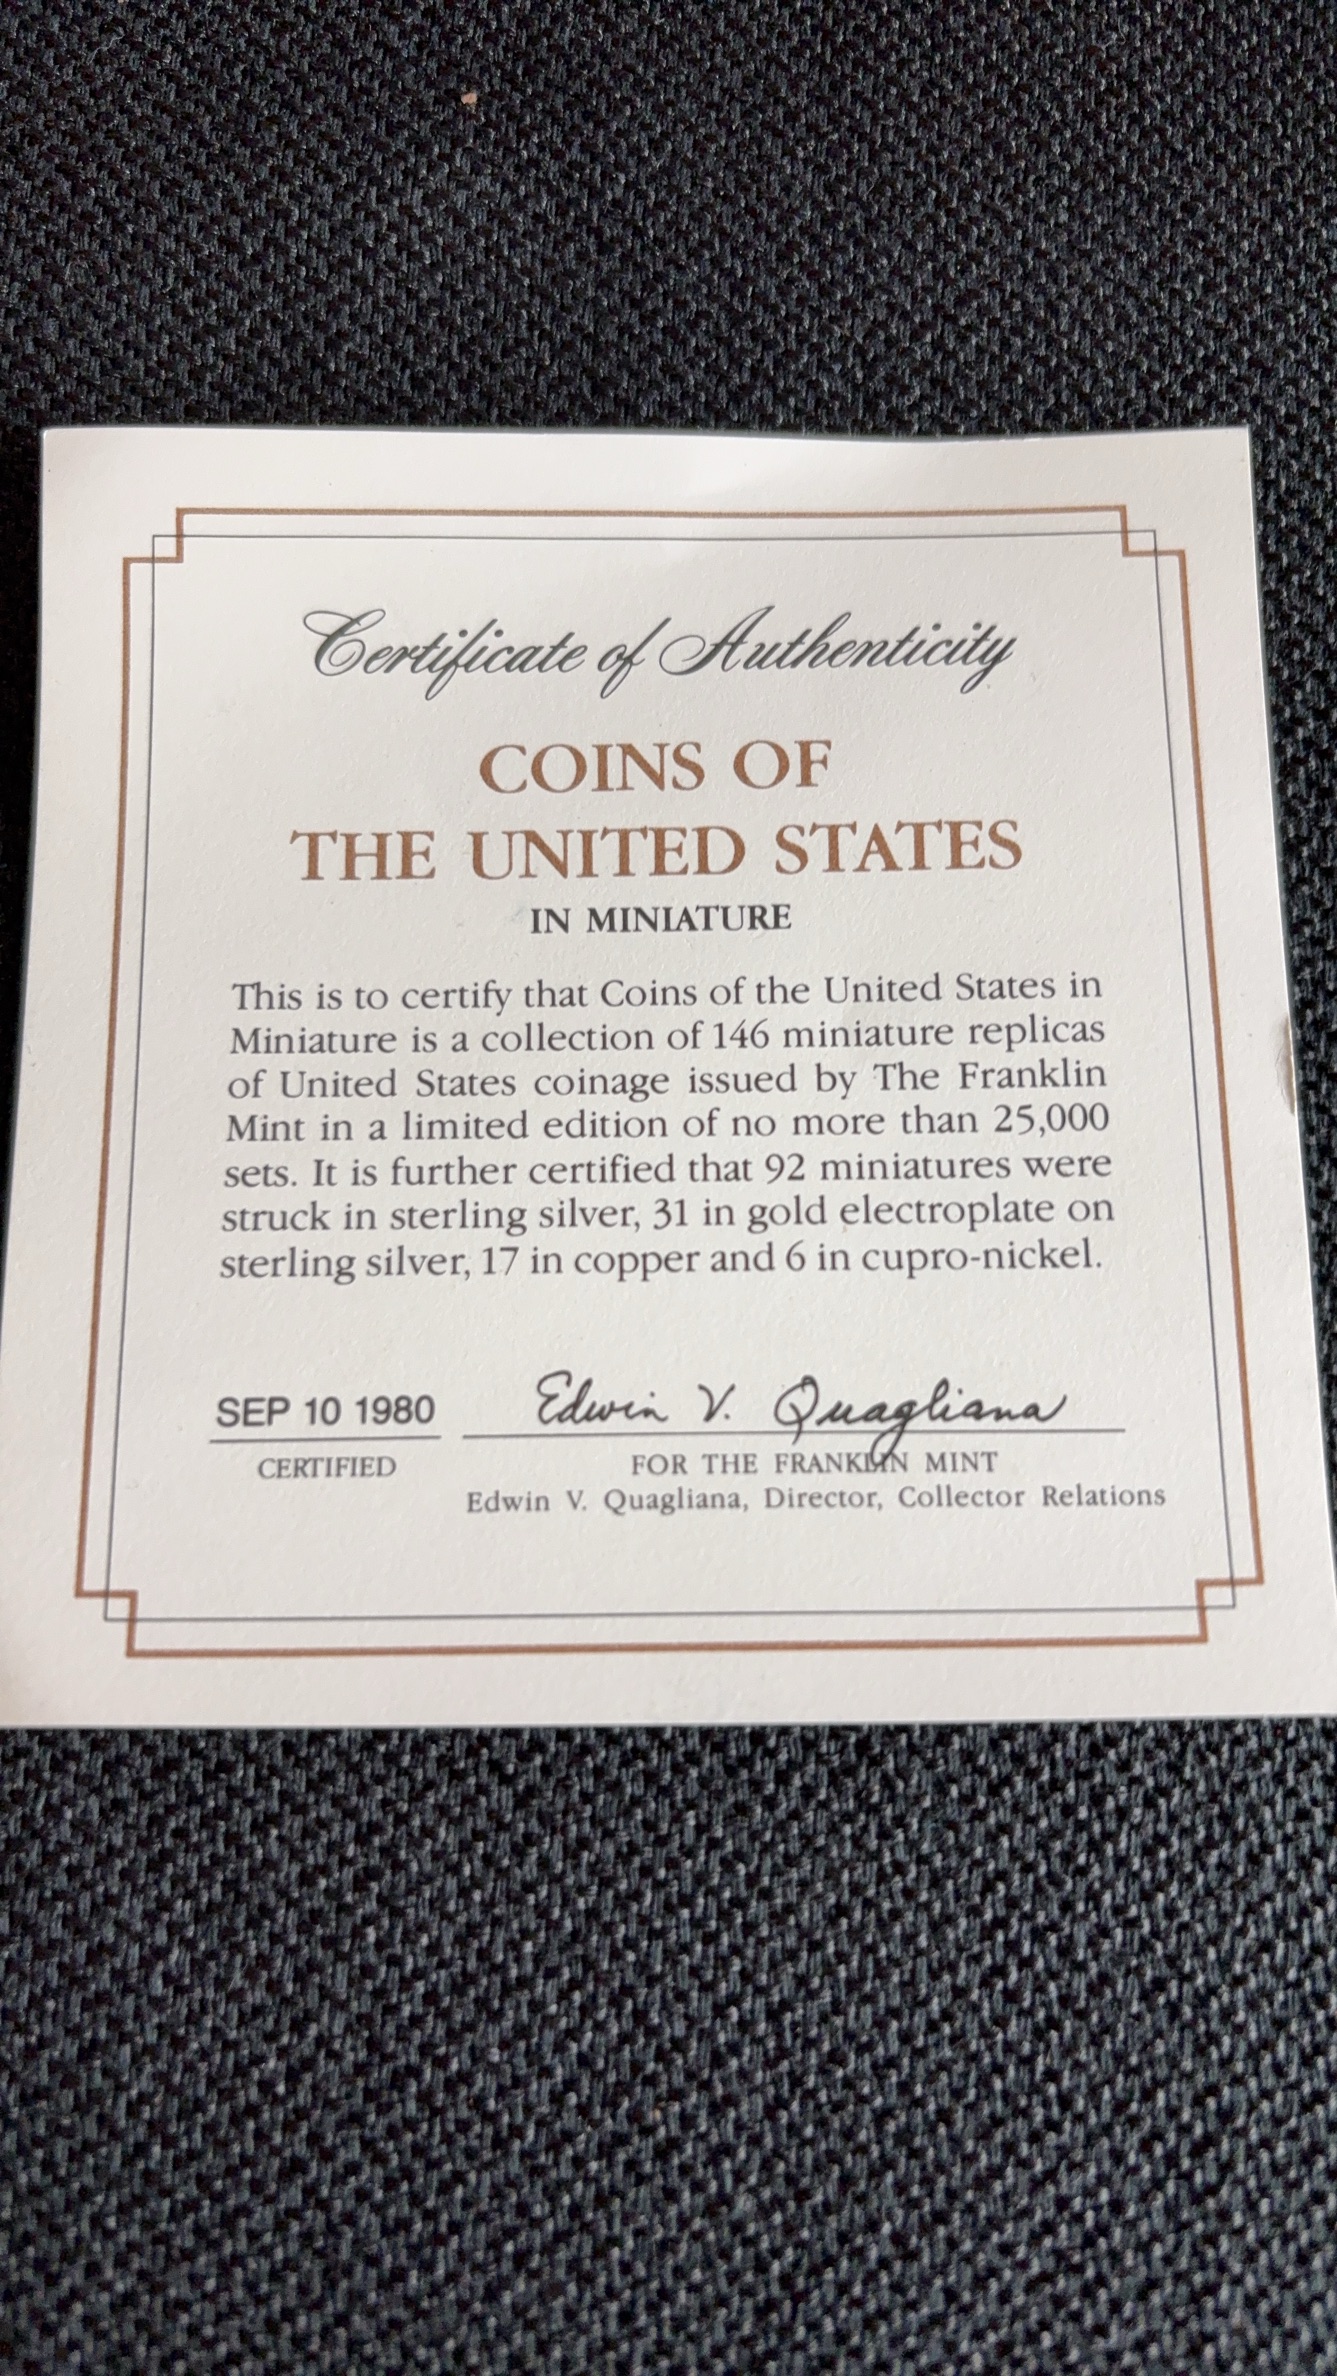 Certificate of Authenticity
COINS OF
THE UNITED STATES
IN MINIATURE
This is to certify that Coins of the United States in
Miniature is a collection of 146 miniature replicas
of United States coinage issued by The Franklin
Mint in a limited edition of no more than 25,000
sets. It is further certified that 92 miniatures were
struck in sterling silver, 31 in gold electroplate on
sterling silver, 17 in copper and 6 in cupro-nickel.
SEP 10 1980 Edwin V. Quagliana
CERTIFIED FOR THE FRANKLIN MINT
Edwin V. Quagliana, Director, Collector Relations